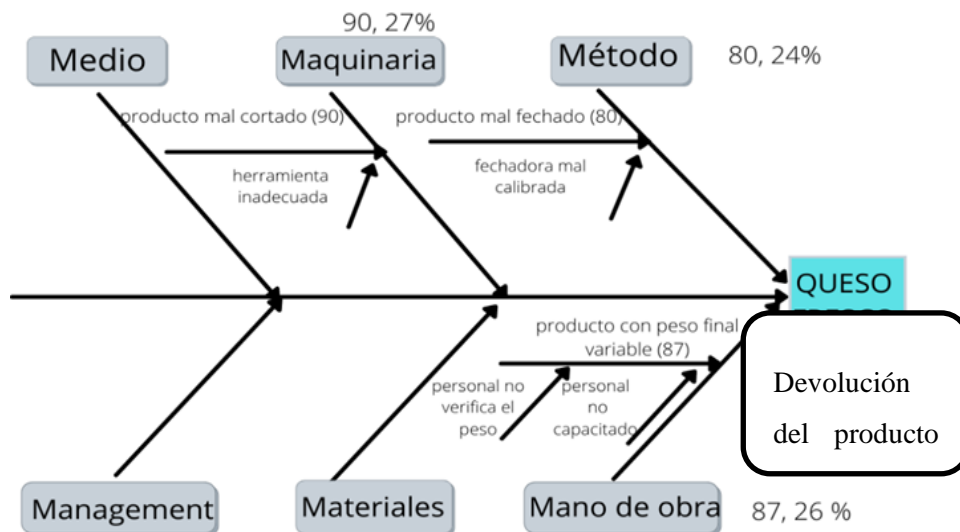 90, 27%
Medio
Maquinaria
Método
80, 24%
producto mal cortado (90)
producto mal fechado (80)
herramienta
inadecuada
fechadora mal
calibrada
QUESO
producto con peso final
variable (87)
personal no
verifica el
peso
personal
no
capacitado
Devolución
del producto
Management
Materiales
Mano de obra
87, 26 %